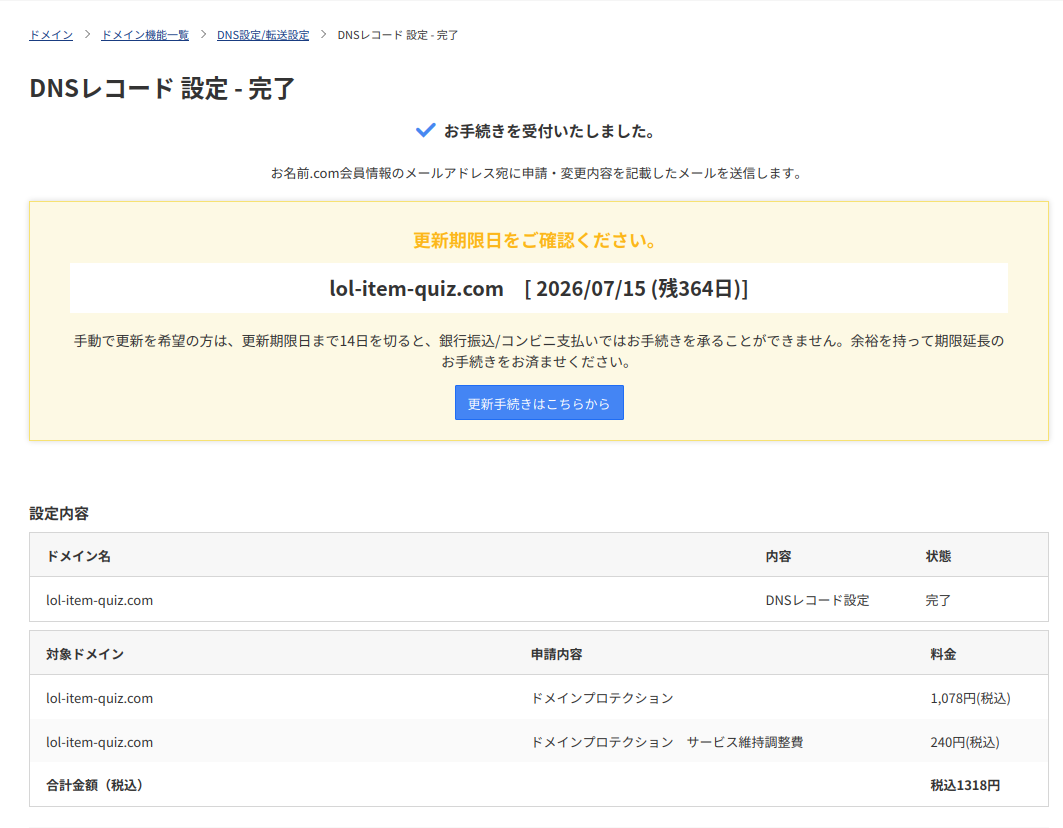 ドメイン > ドメイン機能一覧 > DNS設定/転送設定 > DNSレコード 設定 - 完了
DNSレコード 設定 - 完了
お手続きを受付いたしました。
お名前.com会員情報のメールアドレス宛に申請・変更内容を記載したメールを送信します。
更新期限日をご確認ください。
lol-item-quiz.com [ 2026/07/15 (残364日)]
手動で更新を希望の方は、更新期限日まで14日を切ると、銀行振込/コンビニ支払いではお手続きを承ることができません。余裕を持って期限延長の
お手続きをお済ませください。
更新手続きはこちらから
設定内容
ドメイン名 内容 状態
lol-item-quiz.com DNSレコード設定 完了
対象ドメイン 申請内容 料金
lol-item-quiz.com ドメインプロテクション 1,078円(税込)
lol-item-quiz.com ドメインプロテクション　サービス維持調整費 240円(税込)
合計金額（税込） 税込1318円